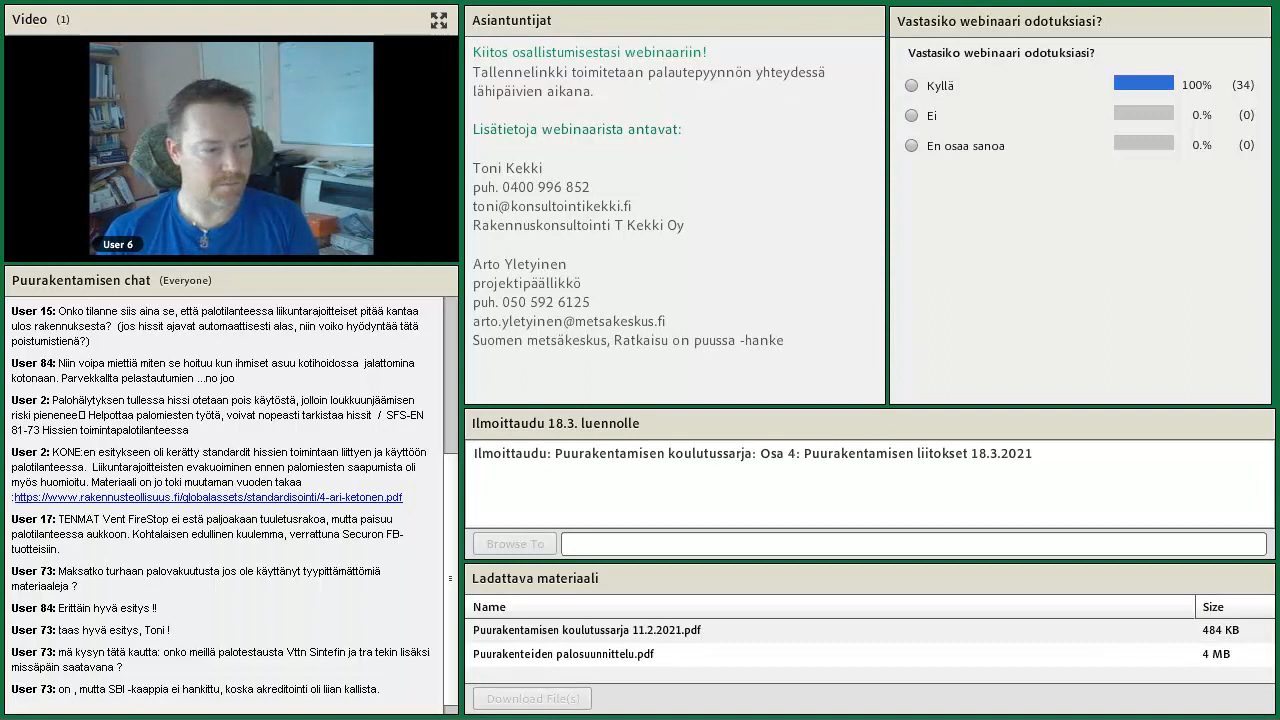 Video (1)
User 6
Puurakentamisen chat (Everyone)
User 15: Onko tilanne siis aina se, että palotilanteessa liikuntarajoitteiset pitää kantaa
ulos rakennuksesta? (jos hissit ajavat automaattisesti alas, niin voiko hyödyntää tätä
poistumistienä?)
User 84: Niin voipa miettiä miten se hoituu kun ihmiset asuu kotihoidossa jalattomina
kotonaan. Parvekkallta pelastautumien ...no joo
User 2: Palohälytyksen tullessa hissi otetaan pois käytöstä, jolloin loukkuunjäämisen
riski pienenee Helpottaa palomiesten työtä, voivat nopeasti tarkistaa hissit / SFS-EN
81-73 Hissien toimintapalotilanteessa
User 2: KONE:en esitykseen oli kerätty standardit hissien toimintaan liittyen ja käyttöön
palotilanteessa. Liikuntarajoitteisten evakuoiminen ennen palomiesten saapumista oli
myös huomioitu. Materiaali on jo toki muutaman vuoden takaa
:https://www.rakennusteollisuus.fi/globalassets/standardisointi/4-ari-ketonen.pdf
User 17: TENMAT Vent FireStop ei estä paljoakaan tuuletusrakoa, mutta paisuu
palotilanteessa aukkoon. Kohtalaisen edullinen kuulemma, verrattuna Securon FB-
tuotteisiin.
User 73: Maksatko turhaan palovakuutusta jos ole käyttänyt tyypittämättömiä
materiaaleja ?
User 84: Erittäin hyvä esitys !!
User 73: taas hyvä esitys, Toni !
User 73: mä kysyn tätä kautta: onko meillä palotestausta Vttn Sintefin ja tra tekin lisäksi
missäpäin saatavana ?
User 73: on , mutta SBI -kaappia ei hankittu, koska akreditointi oli liian kallista.
Asiantuntijat
Kiitos osallistumisestasi webinaariin!
Tallennelinkki toimitetaan palautepyynnön yhteydessä
lähipäivien aikana.
Lisätietoja webinaarista antavat:
Toni Kekki
puh. 0400 996 852
toni@konsultointikekki.fi
Rakennuskonsultointi T Kekki Oy
Arto Yletyinen
projektipäällikkö
puh. 050 592 6125
arto.yletyinen@metsakeskus.fi
Suomen metsäkeskus, Ratkaisu on puussa -hanke
Vastasiko webinaari odotuksiasi?
Vastasiko webinaari odotuksiasi?
Kyllä 100% (34)
Ei 0.% (0)
En osaa sanoa 0.% (0)
Ilmoittaudu 18.3. luennolle
Ilmoittaudu: Puurakentamisen koulutussarja: Osa 4: Puurakentamisen liitokset 18.3.2021
Browse To
Ladattava materiaali
Name Size
Puurakentamisen koulutussarja 11.2.2021.pdf 484 KB
Puurakenteiden palosuunnittelu.pdf 4 MB
Download File(s)